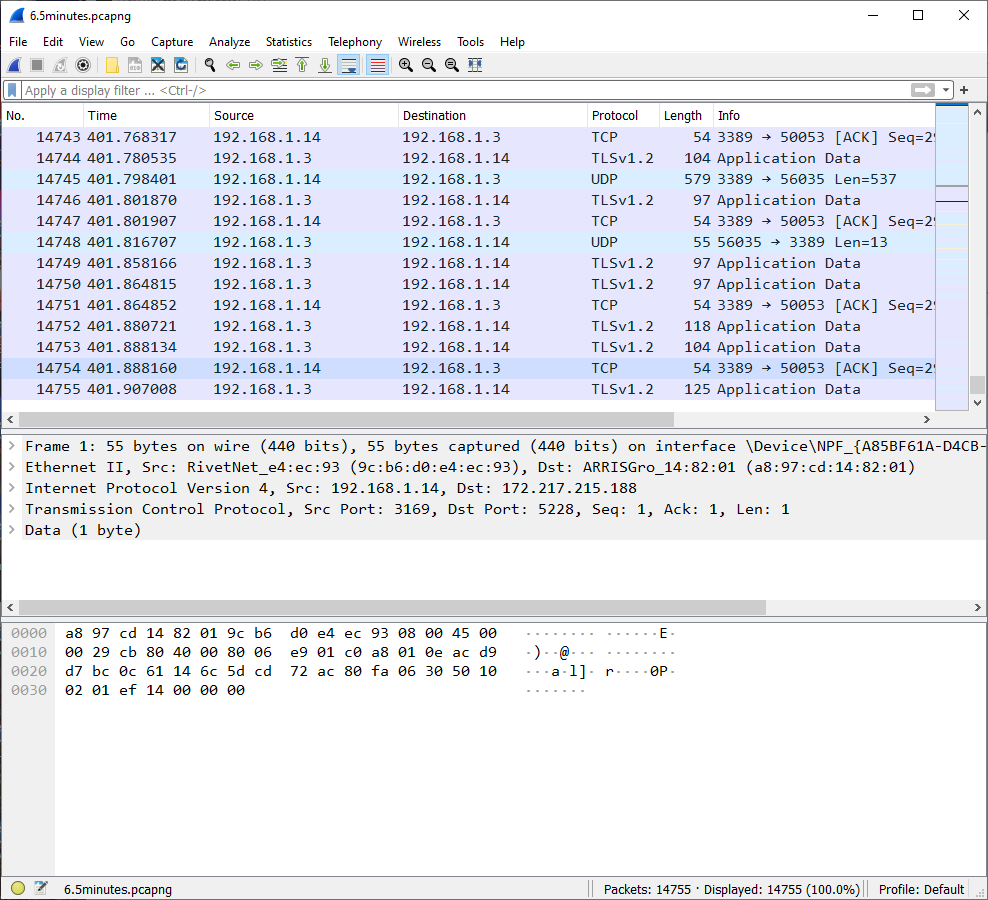 6.5minutes.pcapng
File Edit View Go Capture Analyze Statistics Telephony Wireless Tools Help
Apply a display filter ... <Ctrl-/>
No. Time Source Destination Protocol Length Info
14743 401.768317 192.168.1.14 192.168.1.3 TCP 54 3389 → 50053 [ACK] Seq=29
14744 401.780535 192.168.1.3 192.168.1.14 TLSv1.2 104 Application Data
14745 401.798401 192.168.1.14 192.168.1.3 UDP 579 3389 → 56035 Len=537
14746 401.801870 192.168.1.3 192.168.1.14 TLSv1.2 97 Application Data
14747 401.801907 192.168.1.14 192.168.1.3 TCP 54 3389 → 50053 [ACK] Seq=29
14748 401.816707 192.168.1.3 192.168.1.14 UDP 55 56035 → 3389 Len=13
14749 401.858166 192.168.1.3 192.168.1.14 TLSv1.2 97 Application Data
14750 401.864815 192.168.1.3 192.168.1.14 TLSv1.2 97 Application Data
14751 401.864852 192.168.1.14 192.168.1.3 TCP 54 3389 → 50053 [ACK] Seq=29
14752 401.880721 192.168.1.3 192.168.1.14 TLSv1.2 118 Application Data
14753 401.888134 192.168.1.3 192.168.1.14 TLSv1.2 104 Application Data
14754 401.888160 192.168.1.14 192.168.1.3 TCP 54 3389 → 50053 [ACK] Seq=29
14755 401.907008 192.168.1.3 192.168.1.14 TLSv1.2 125 Application Data
Frame 1: 55 bytes on wire (440 bits), 55 bytes captured (440 bits) on interface \Device\NPF_{A85BF61A-D4CB-
Ethernet II, Src: RivetNet_e4:ec:93 (9c:b6:d0:e4:ec:93), Dst: ARRISGro_14:82:01 (a8:97:cd:14:82:01)
Internet Protocol Version 4, Src: 192.168.1.14, Dst: 172.217.215.188
Transmission Control Protocol, Src Port: 3169, Dst Port: 5228, Seq: 1, Ack: 1, Len: 1
Data (1 byte)
0000 a8 97 cd 14 82 01 9c b6 d0 e4 ec 93 08 00 45 00 ········ ······E·
0010 00 29 cb 80 40 00 80 06 e9 01 c0 a8 01 0e ac d9 ·)··@··· ········
0020 d7 bc 0c 61 14 6c 5d cd 72 ac 80 fa 06 30 50 10 ···a·l]· r····0P·
0030 02 01 ef 14 00 00 00 ·······
6.5minutes.pcapng Packets: 14755 · Displayed: 14755 (100.0%) Profile: Default